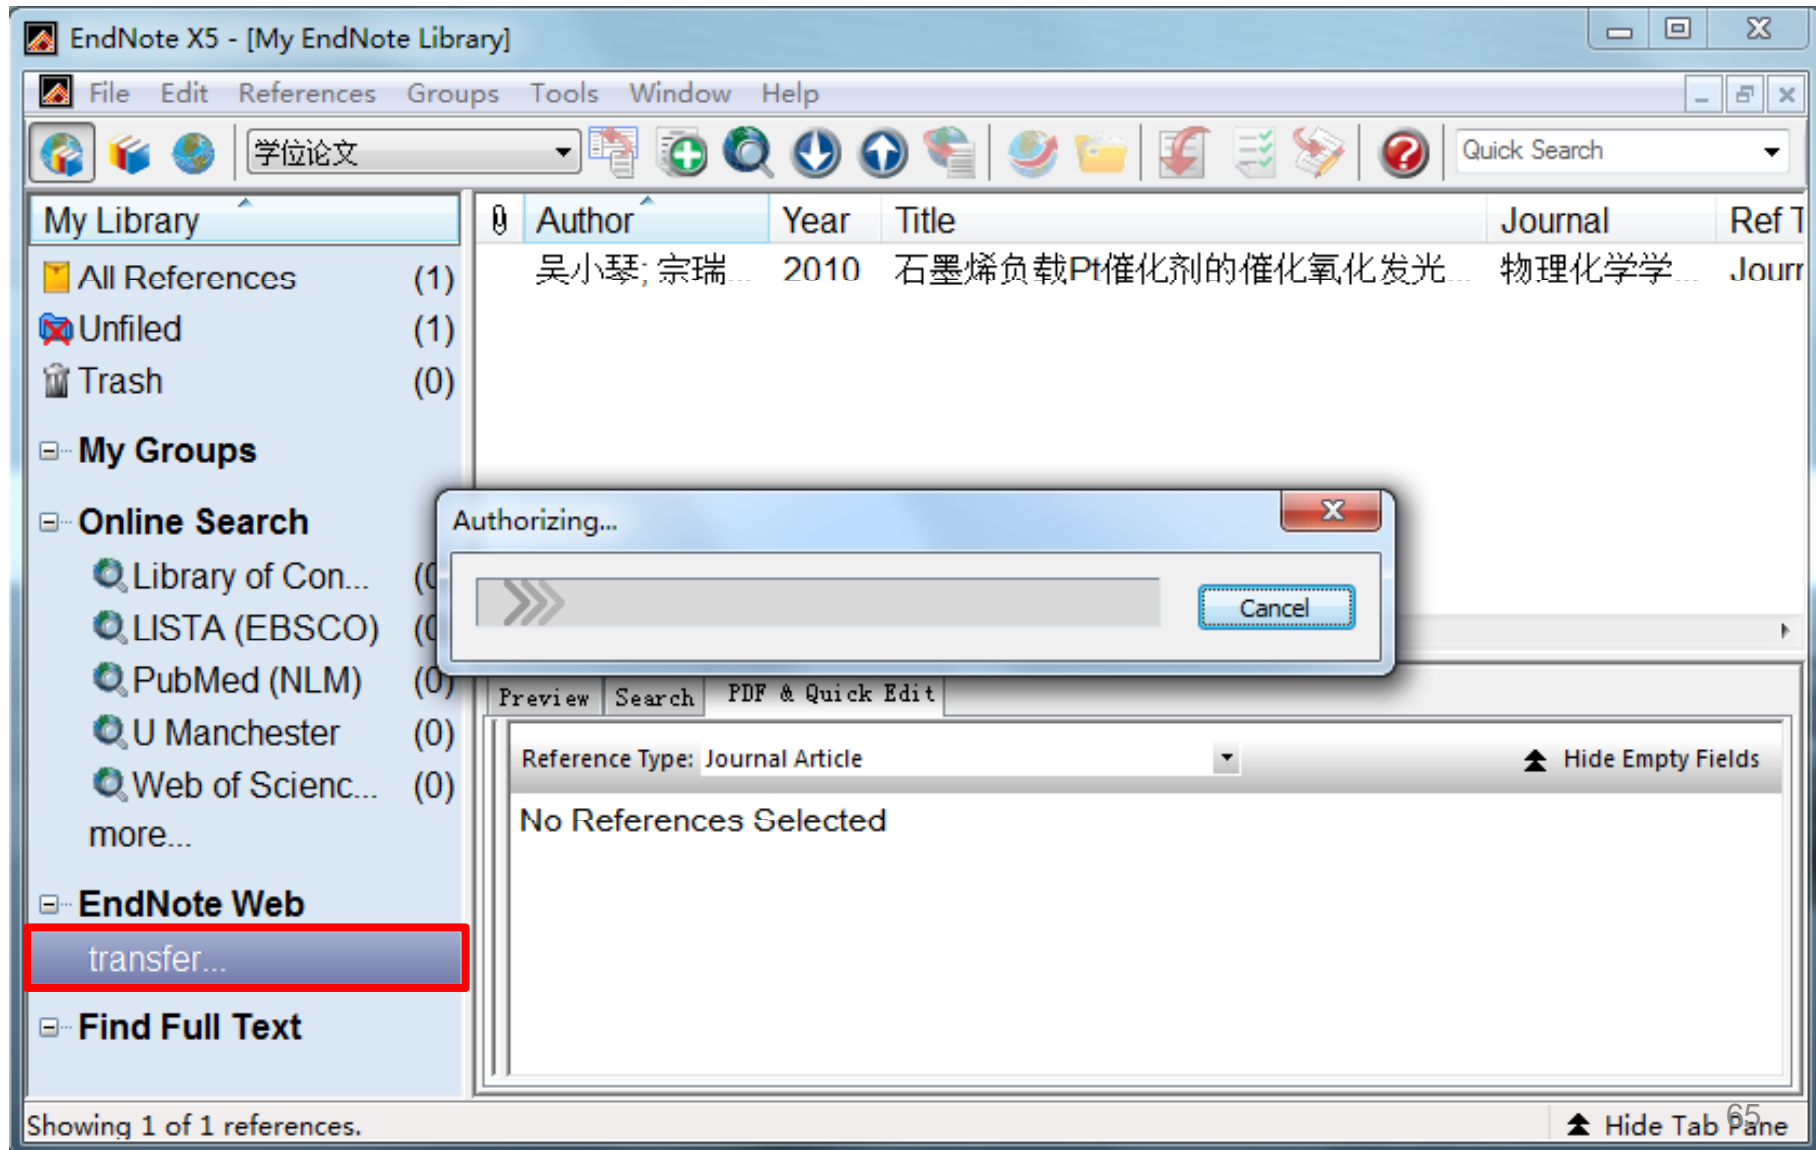 EndNote X5 - [My EndNote Library]
File Edit References Groups Tools Window Help
学位论文
Quick Search
My Library
Author Year Title Journal Ref T
All References (1)
吴小琴; 宗瑞... 2010 石墨烯负载Pt催化剂的催化氧化发光... 物理化学学... Journ
Unfiled (1)
Trash (0)
My Groups
Online Search
Authorizing...
Library of Con... (0
Cancel
LISTA (EBSCO) (0
PubMed (NLM) (0)
Preview Search PDF & Quick Edit
U Manchester (0)
Reference Type: Journal Article Hide Empty Fields
Web of Scienc... (0)
No References Selected
more...
EndNote Web
transfer...
Find Full Text
Showing 1 of 1 references.
Hide Tab Pane
65